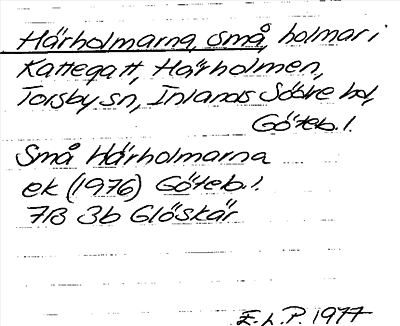 Härholmarna, Små, holmar i
Kattegatt, Härholmen,
Torsby sn, Inlands Södre hd,
Göteb. l.
Små Härholmarna
ek (1976) Göteb. l.
7B 3b Glöskär
E. L. P. 1977